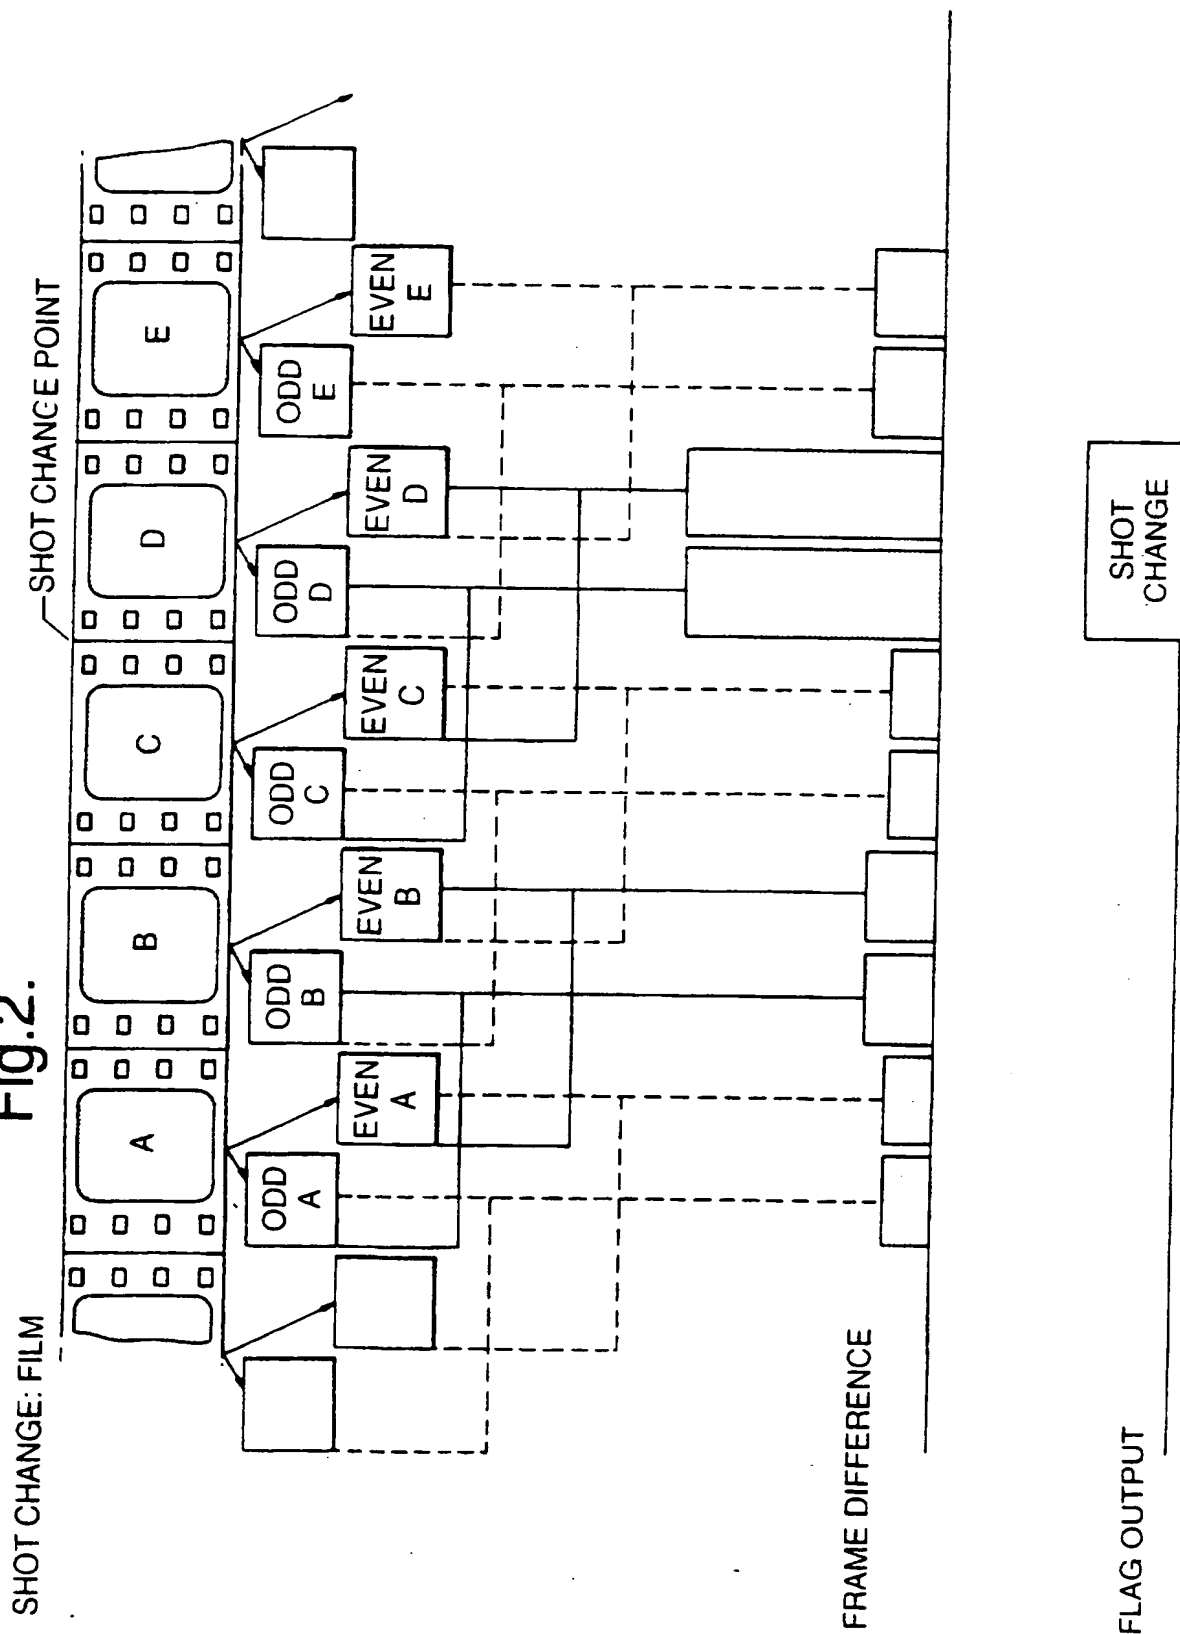 Fig.2.
SHOT CHANGE: FILM
SHOT CHANGE POINT
A
B
C
D
E
ODD
A
EVEN
A
ODD
B
EVEN
B
ODD
C
EVEN
C
ODD
D
EVEN
D
ODD
E
EVEN
E
FRAME DIFFERENCE
FLAG OUTPUT
SHOT
CHANGE